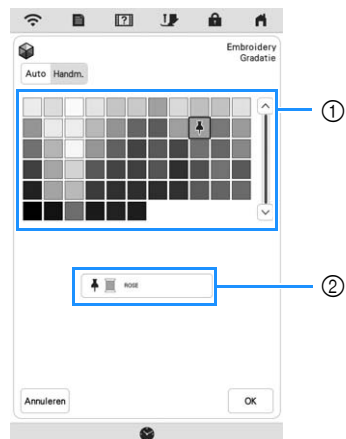 ?
Embroidery
Gradatie
Auto Handm.
①
ROSE
②
Annuleren OK